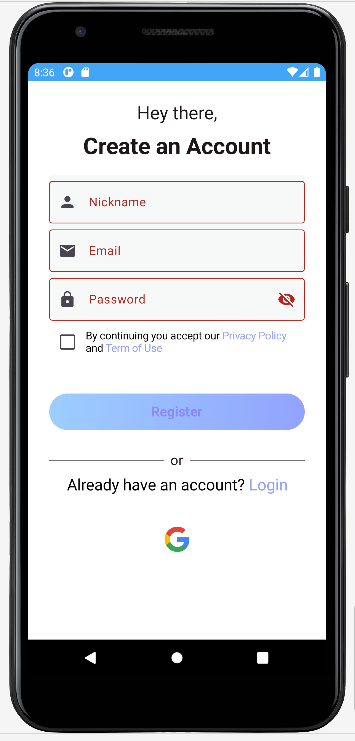 8:36
Hey there,
Create an Account
Nickname
Email
Password
By continuing you accept our Privacy Policy
and Term of Use
Register
or
Already have an account? Login